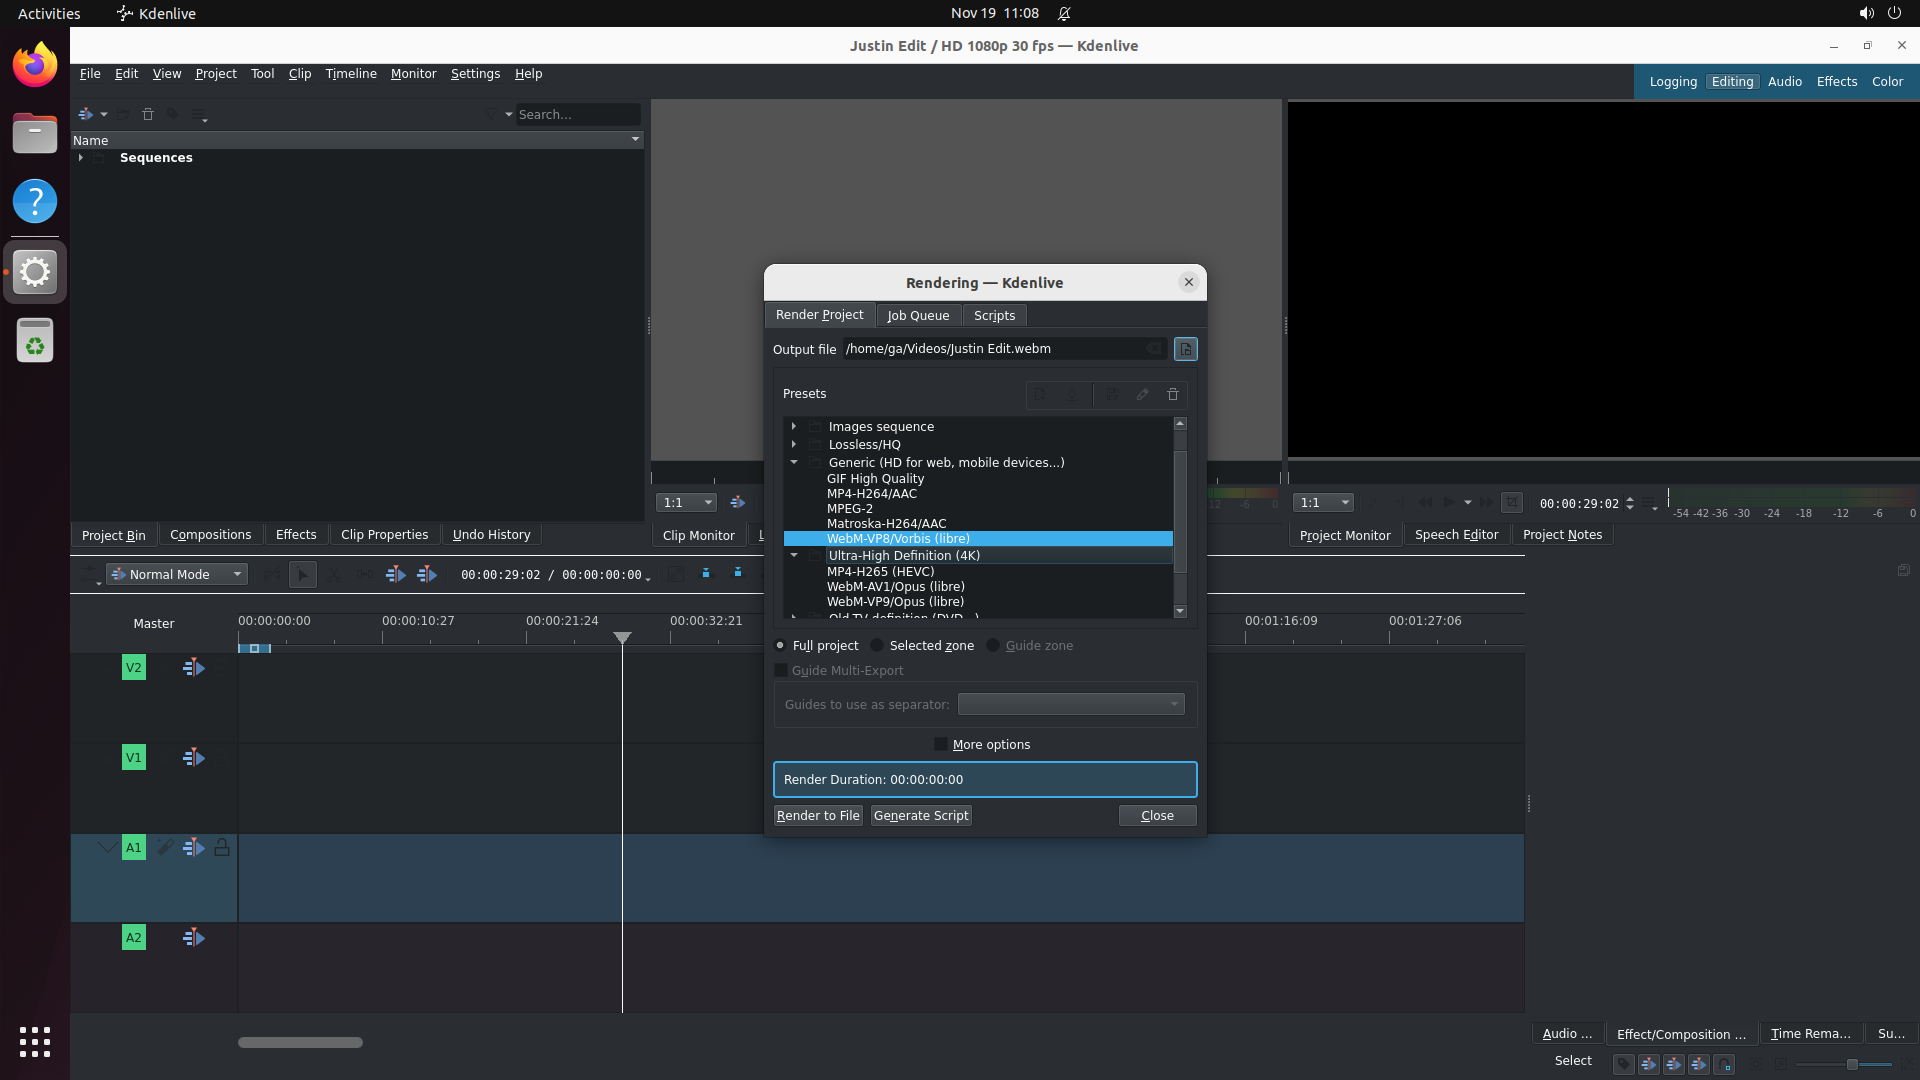 Activities
Kdenlive
Nov 19 11:08
Justin Edit / HD 1080p 30 fps — Kdenlive
File Edit View Project Tool Clip Timeline Monitor Settings Help
Logging Editing Audio Effects Color
Search...
Name
Sequences
Rendering — Kdenlive
Render Project Job Queue Scripts
Output file /home/ga/Videos/Justin Edit.webm
Presets
Images sequence
Lossless/HQ
Generic (HD for web, mobile devices...)
GIF High Quality
MP4-H264/AAC
MPEG-2
Matroska-H264/AAC
WebM-VP8/Vorbis (libre)
Ultra-High Definition (4K)
MP4-H265 (HEVC)
WebM-AV1/Opus (libre)
WebM-VP9/Opus (libre)
Old TV definition (DVD...)
Full project Selected zone Guide zone
Guide Multi-Export
Guides to use as separator:
More options
Render Duration: 00:00:00:00
Render to File Generate Script Close
1:1
-12 -6 0
1:1
00:00:29:02
-54 -42 -36 -30 -24 -18 -12 -6 0
Project Bin Compositions Effects Clip Properties Undo History
Clip Monitor
Project Monitor Speech Editor Project Notes
Normal Mode
00:00:29:02 / 00:00:00:00
Master
00:00:00:00 00:00:10:27 00:00:21:24 00:00:32:21 00:01:16:09 00:01:27:06
V2
V1
A1
A2
Audio ... Effect/Composition ... Time Rema... Su...
Select